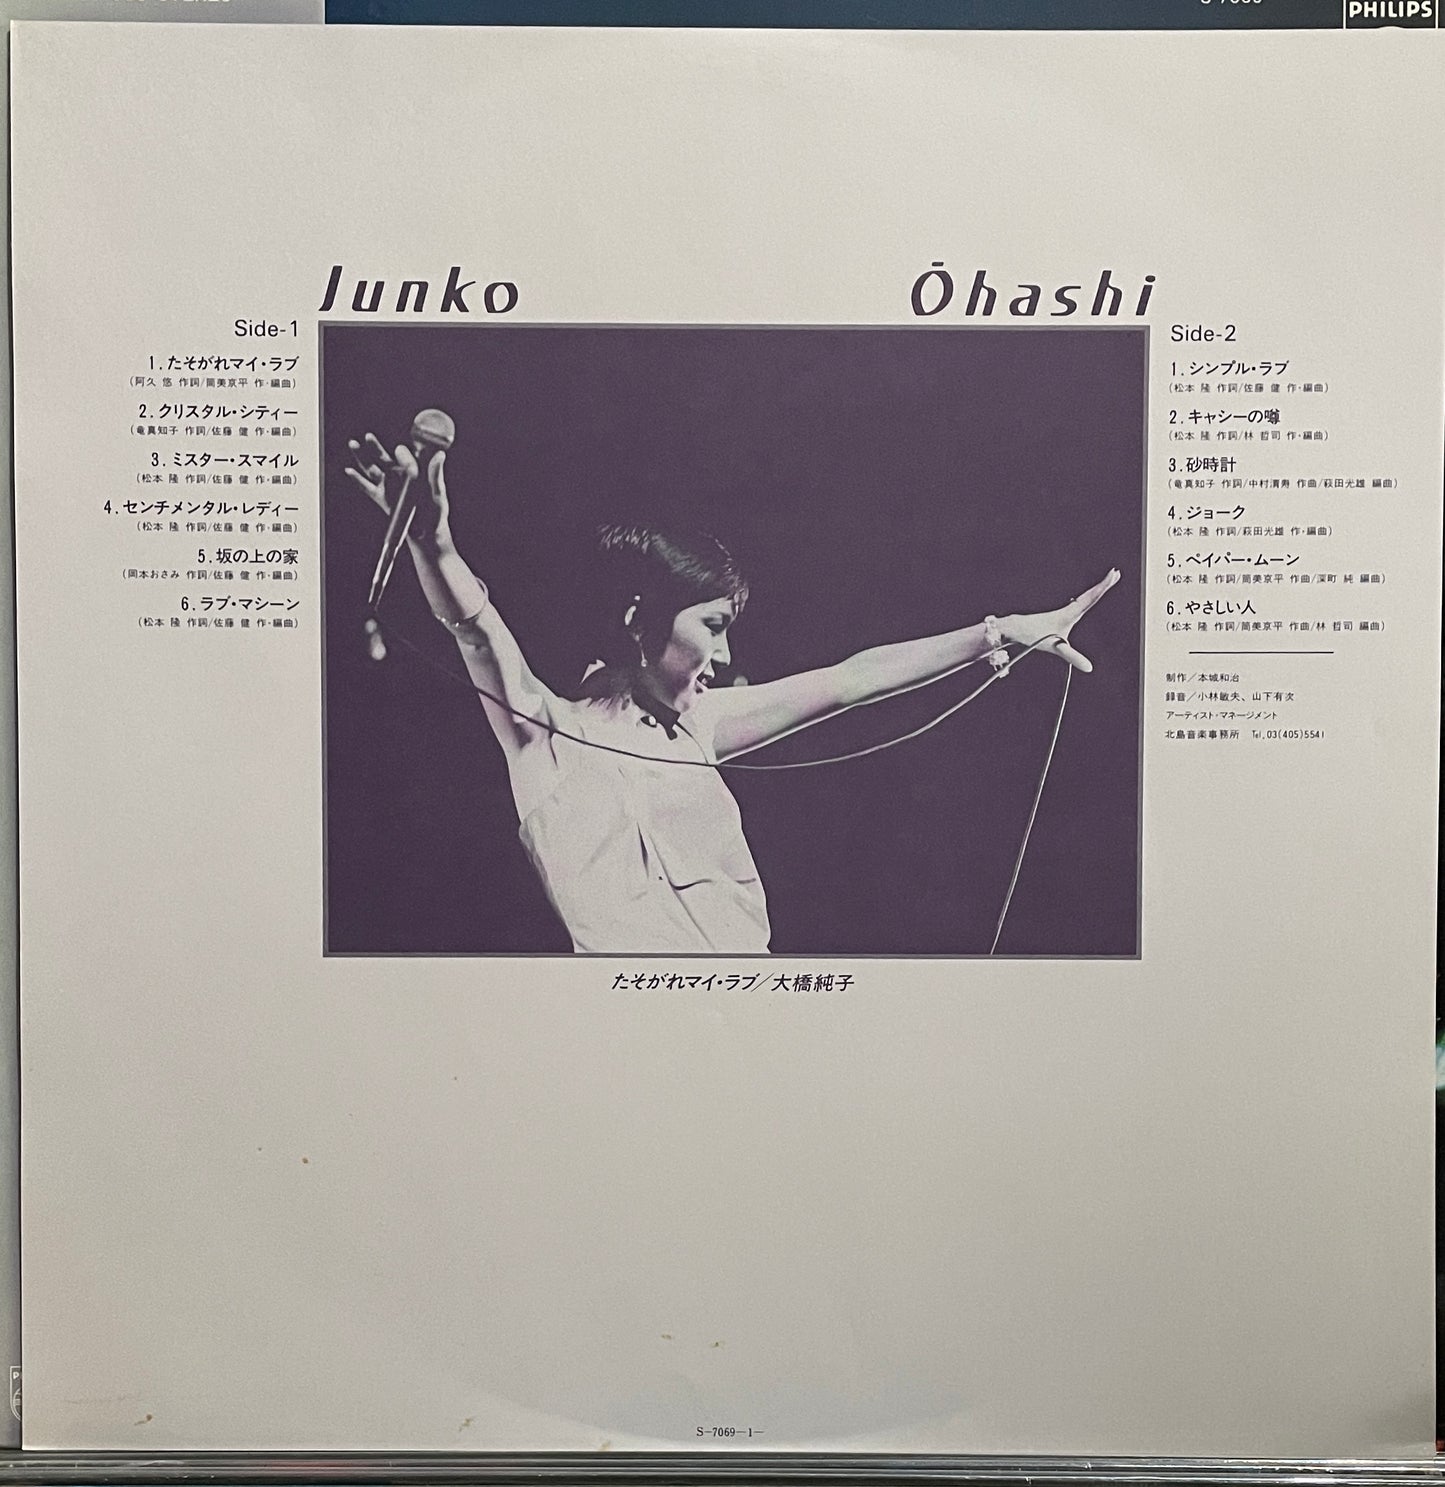 PHILIPS
Junko Ōhashi
Side-1
1.たそがれマイ・ラブ
(阿久 悠 作詞/筒美京平 作・編曲)
2.クリスタル・シティー
(竜真知子 作詞/佐藤 健 作・編曲)
3.ミスター・スマイル
(松本 隆 作詞/佐藤 健 作・編曲)
4.センチメンタル・レディー
(松本 隆 作詞/佐藤 健 作・編曲)
5.坂の上の家
(岡本おさみ 作詞/佐藤 健 作・編曲)
6.ラブ・マシーン
(松本 隆 作詞/佐藤 健 作・編曲)
Side-2
1.シンプル・ラブ
(松本 隆 作詞/佐藤 健 作・編曲)
2.キャシーの噂
(松本 隆 作詞/林 哲司 作・編曲)
3.砂時計
(竜真知子 作詞/中村 作曲/萩田光雄 編曲)
4.ジョーク
(松本 隆 作詞/萩田光雄 作・編曲)
5.ペイパー・ムーン
(松本 隆 作詞/筒美京平 作曲/深町 純 編曲)
6.やさしい人
(松本 隆 作詞/筒美京平 作曲/林 哲司 編曲)
制作／本城和治
録音／小林敏夫、山下有次
アーティスト・マネージメント
北島音楽事務所 Tel,03(405)5541
たそがれマイ・ラブ／大橋純子
S-7069-1-